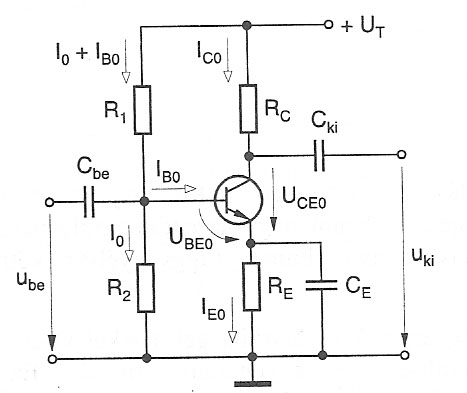 + U_T
I_0 + I_B0
I_C0
R_1
R_C
C_ki
C_be
I_B0
U_CE0
I_0
U_BE0
u_be
u_ki
R_2
R_E
C_E
I_E0